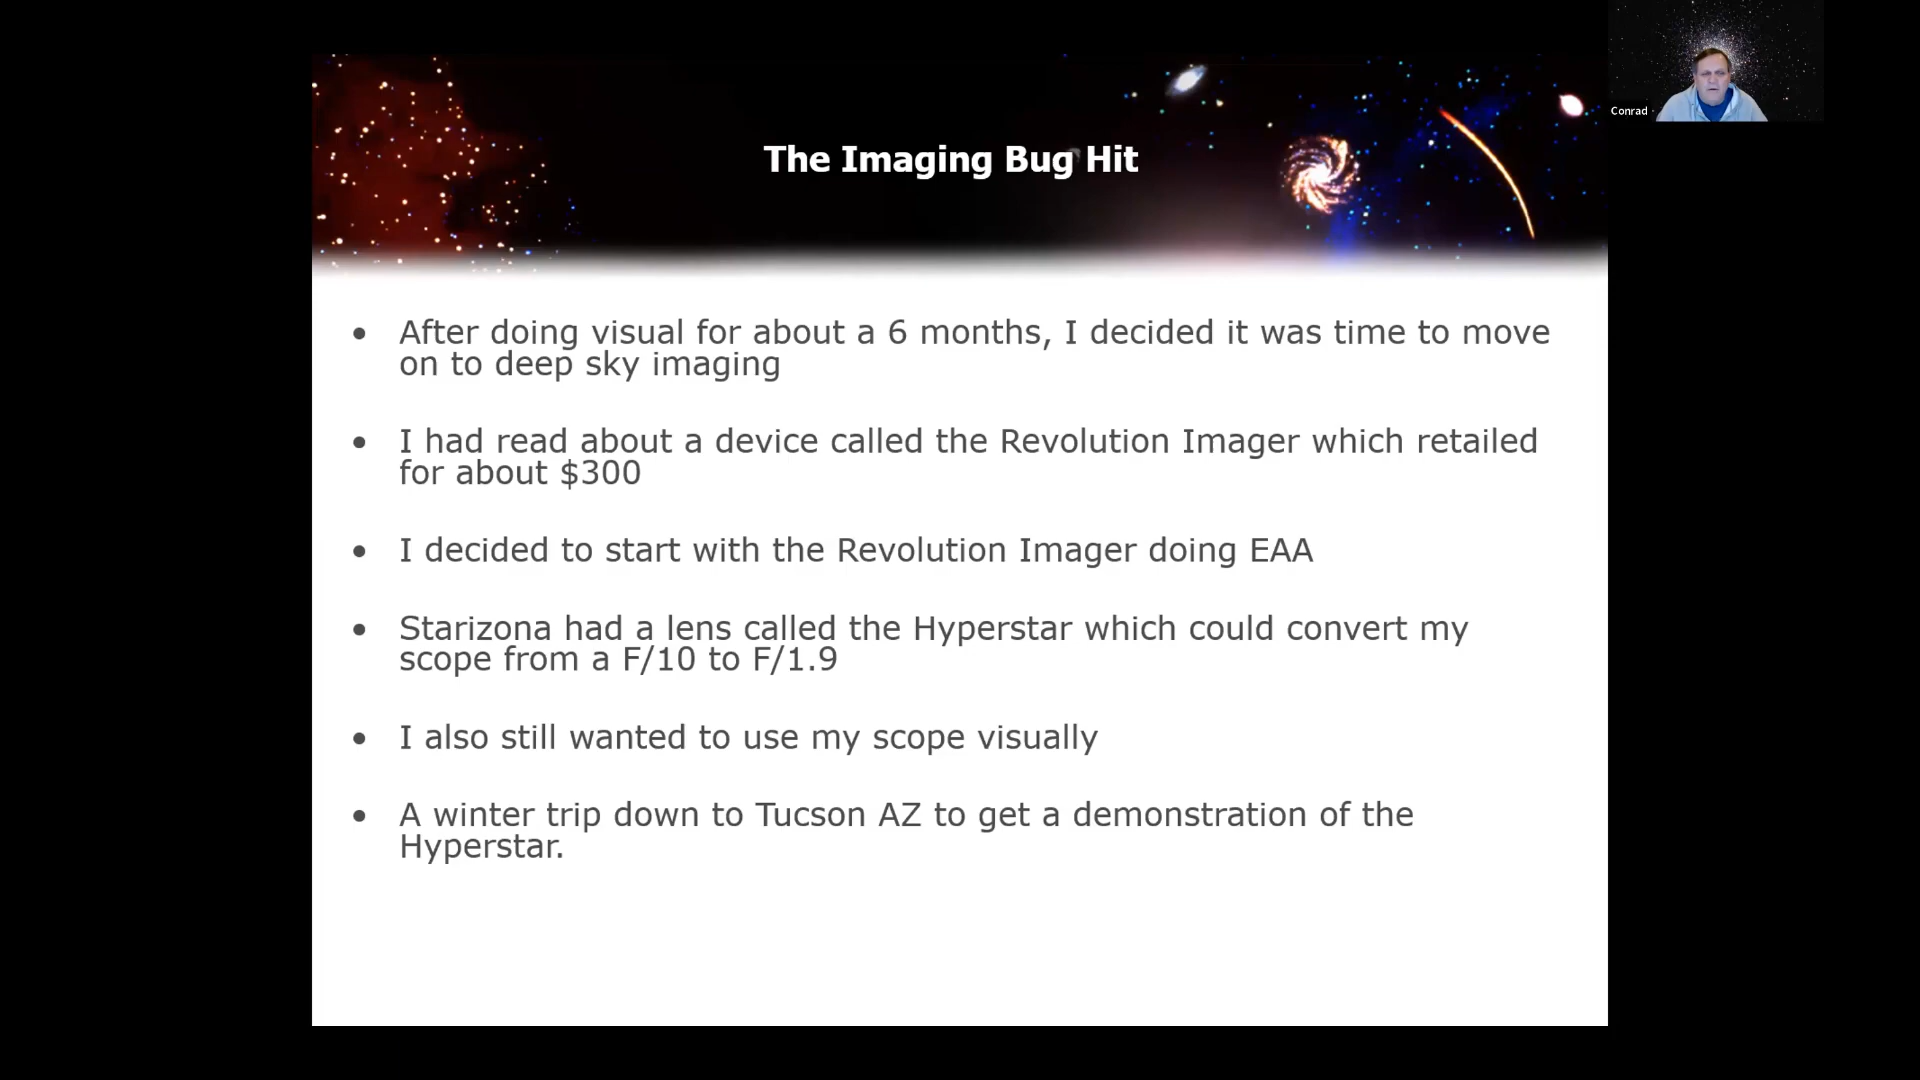 The Imaging Bug Hit
Conrad
• After doing visual for about a 6 months, I decided it was time to move
on to deep sky imaging
• I had read about a device called the Revolution Imager which retailed
for about $300
• I decided to start with the Revolution Imager doing EAA
• Starizona had a lens called the Hyperstar which could convert my
scope from a F/10 to F/1.9
• I also still wanted to use my scope visually
• A winter trip down to Tucson AZ to get a demonstration of the
Hyperstar.